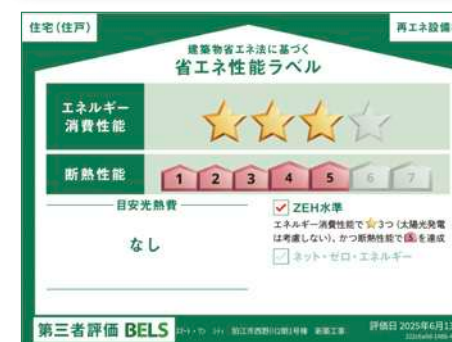 住宅(住戸)
再エネ設備
建築物省エネ法に基づく
省エネ性能ラベル
エネルギー
消費性能
断熱性能
1 2 3 4 5 6 7
目安光熱費
なし
ZEH水準
エネルギー消費性能で☆3つ(太陽光発電
は考慮しない)、かつ断熱性能で5を達成
ネット・ゼロ・エネルギー
第三者評価 BELS
評価日 2025年6月13